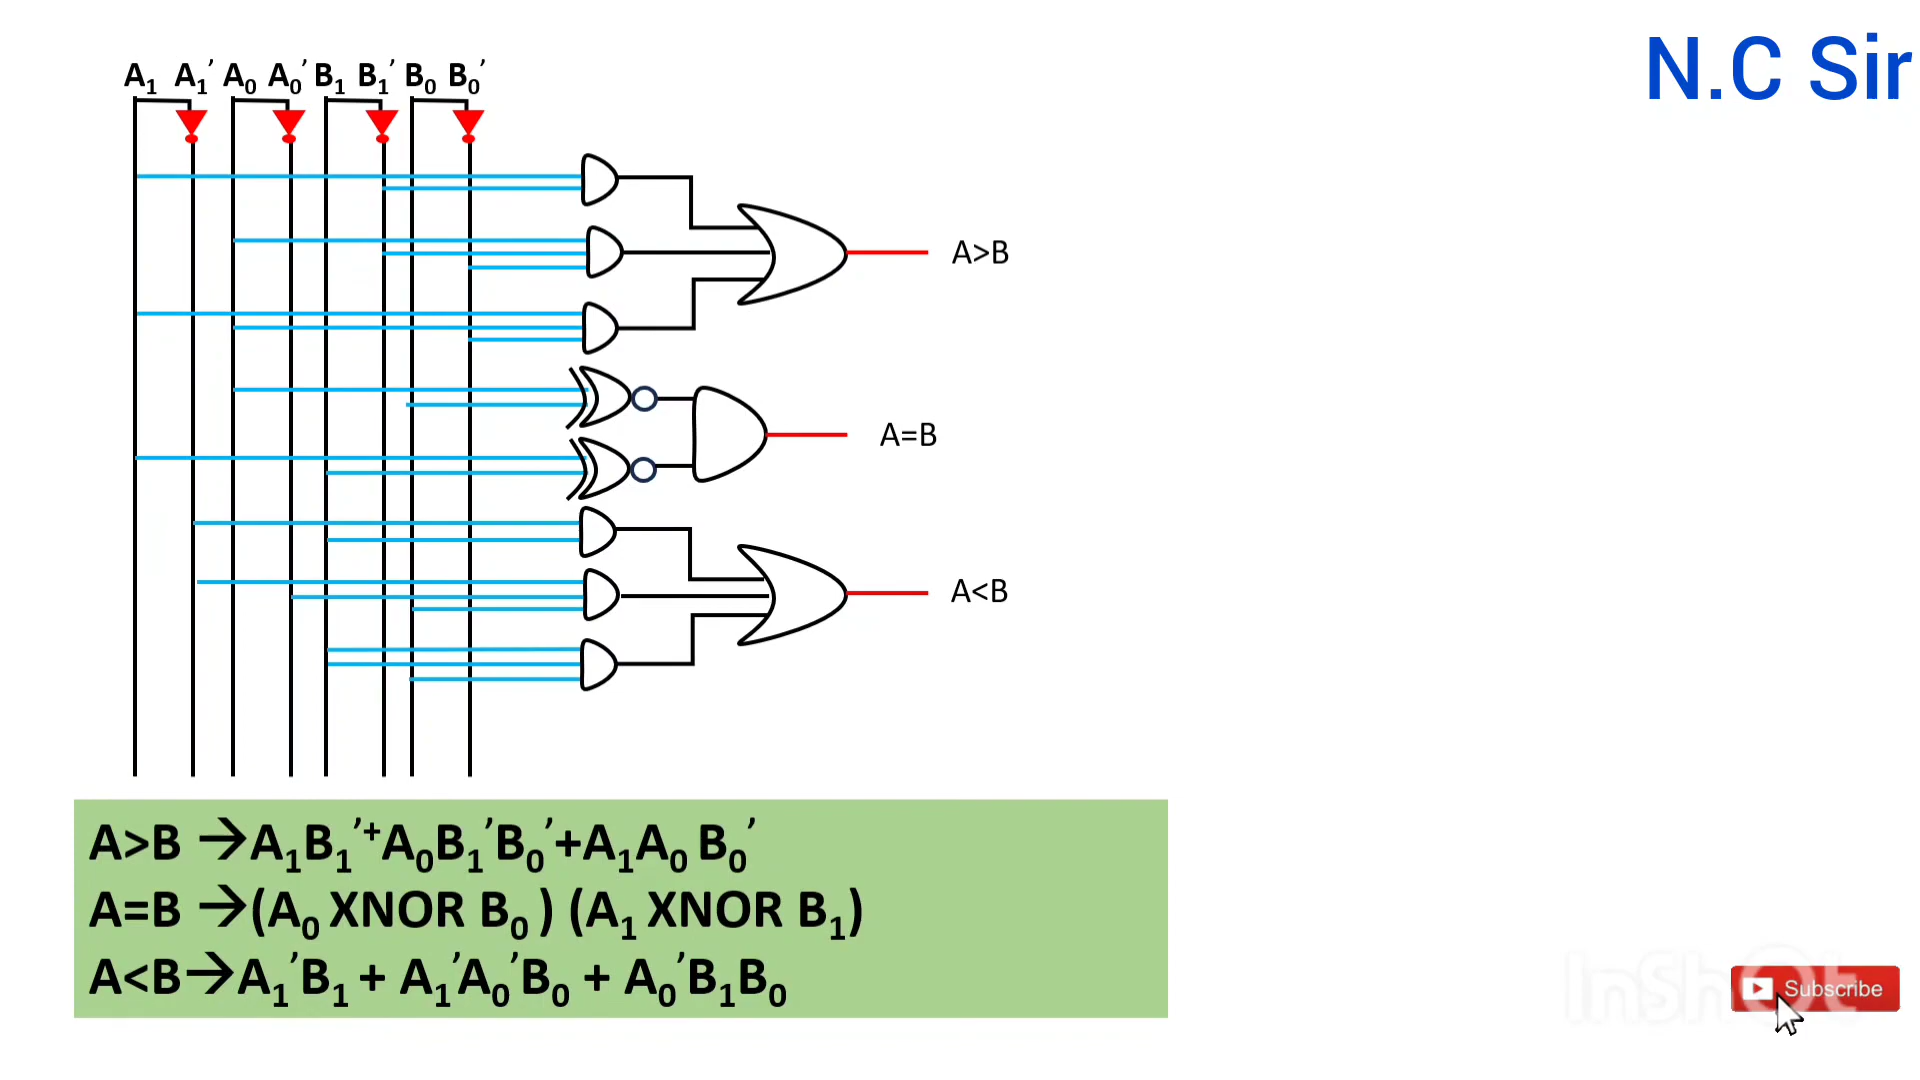 N.C Sir
A₁ A₁’ A₀ A₀’ B₁ B₁’ B₀ B₀’
A>B
A=B
A<B
A>B →A₁B₁’⁺A₀B₁’B₀’+A₁A₀ B₀’
A=B →(A₀ XNOR B₀ ) (A₁ XNOR B₁)
A<B→A₁’B₁ + A₁’A₀’B₀ + A₀’B₁B₀
InShOt
Subscribe